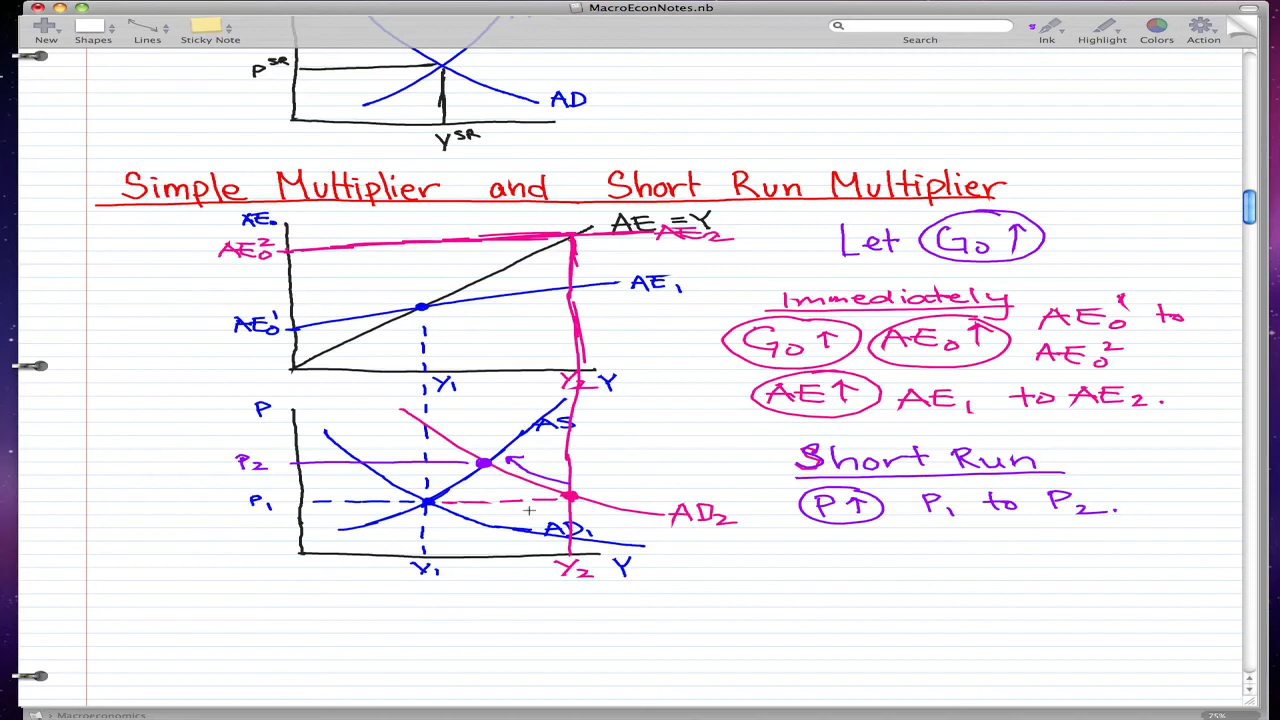 MacroEconNotes.nb
New Shapes Lines Sticky Note Search Ink Highlight Colors Action
P^SR
AD
Y^SR
Simple Multiplier and Short Run Multiplier
AE
AE = Y
AE₂
AE₀²
AE₁
AE₀¹
Y₁ Y₂ Y
P
AS
P₂
P₁
AD₁
AD₂
Y₁ Y₂ Y
Let G₀ ↑
Immediately
G₀ ↑ AE₀ ↑ AE₀¹ to
AE₀²
AE ↑ AE₁ to AE₂.
Short Run
P ↑ P₁ to P₂.
Macroeconomics
75%